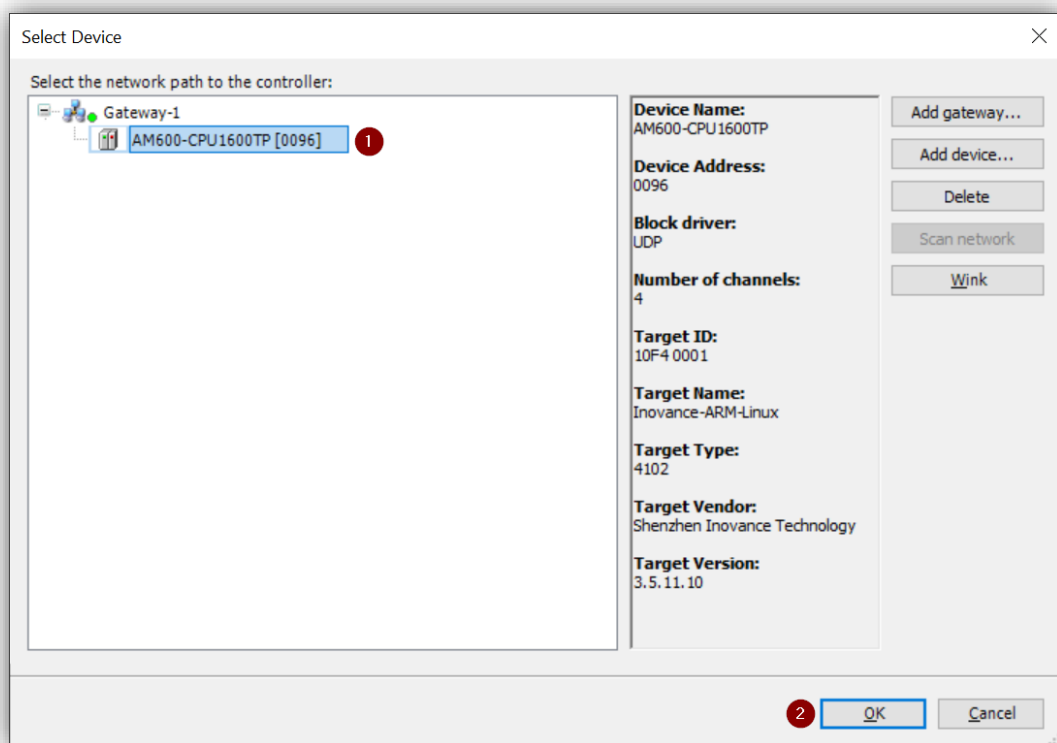 Select Device
Select the network path to the controller:
Gateway-1
AM600-CPU1600TP [0096]
1
Device Name:
AM600-CPU1600TP
Device Address:
0096
Block driver:
UDP
Number of channels:
4
Target ID:
10F4 0001
Target Name:
Inovance-ARM-Linux
Target Type:
4102
Target Vendor:
Shenzhen Inovance Technology
Target Version:
3.5.11.10
Add gateway...
Add device...
Delete
Scan network
Wink
2
OK
Cancel